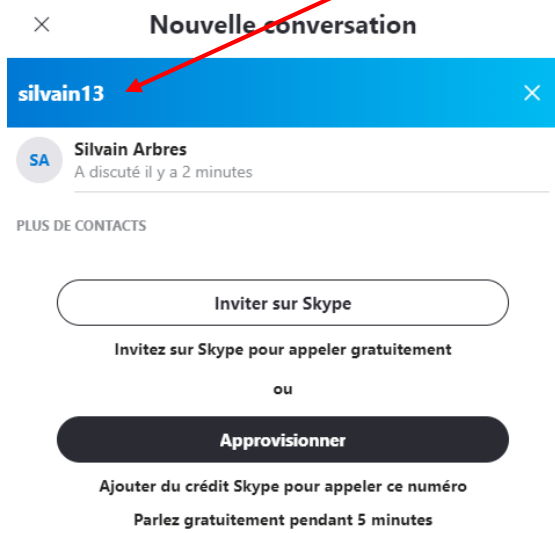 Nouvelle conversation
silvain13
SA
Silvain Arbres
A discuté il y a 2 minutes
PLUS DE CONTACTS
Inviter sur Skype
Invitez sur Skype pour appeler gratuitement
ou
Approvisionner
Ajouter du crédit Skype pour appeler ce numéro
Parlez gratuitement pendant 5 minutes